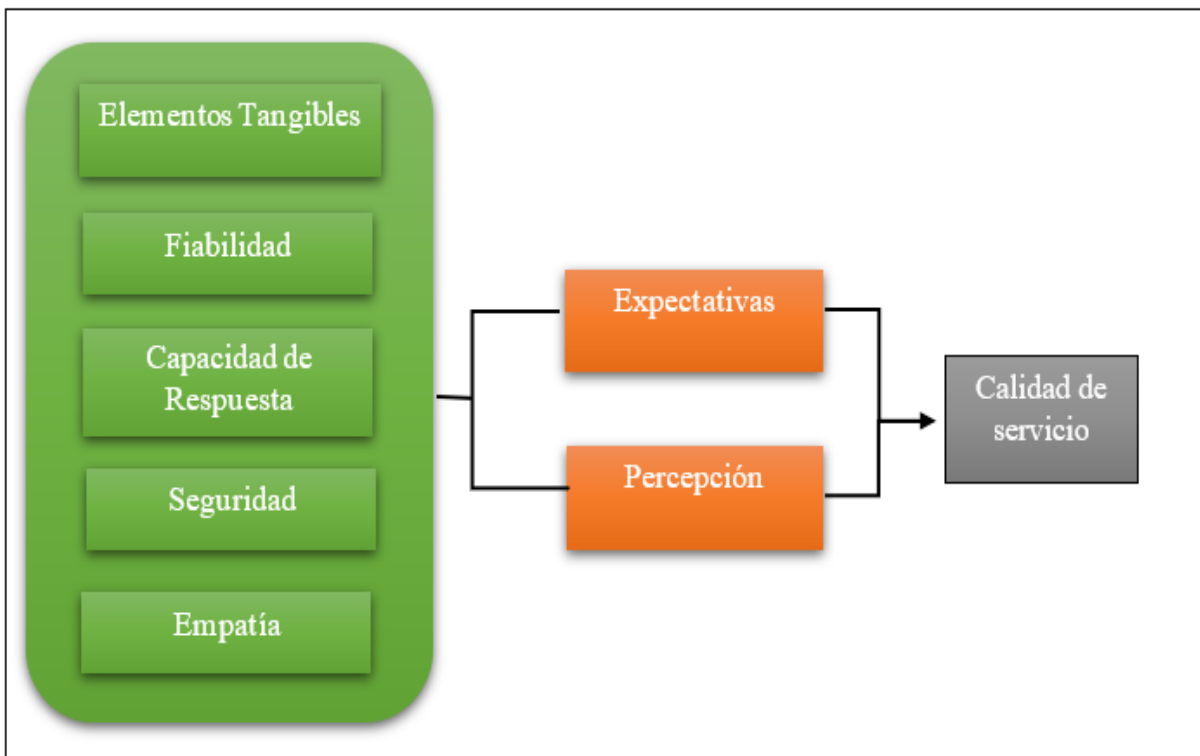 Elementos Tangibles
Fiabilidad
Capacidad de
Respuesta
Seguridad
Empatía
Expectativas
Percepción
Calidad de
servicio